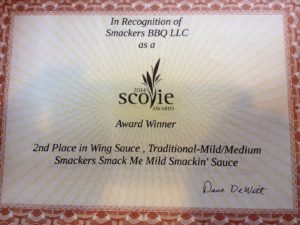 In Recognition of
Smackers BBQ LLC
as a
2014
scovie
AWARDS
Award Winner
2nd Place in Wing Sauce , Traditional-Mild/Medium
Smackers Smack Me Mild Smackin' Sauce
Dave DeWitt